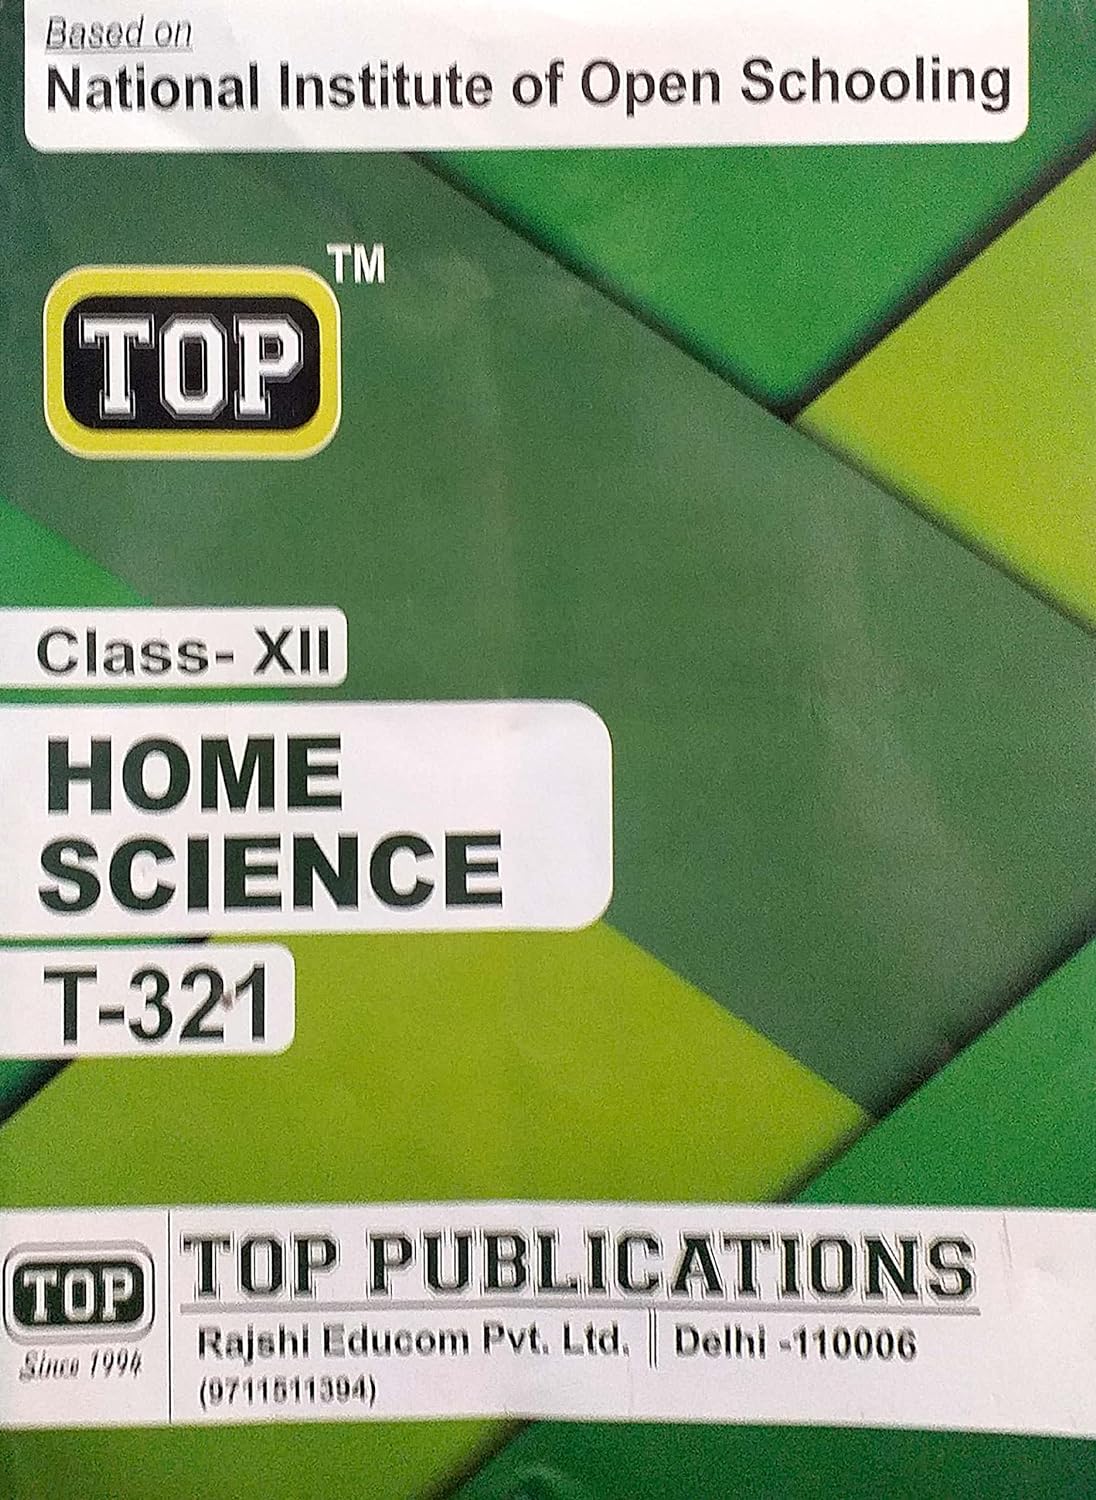 Based on
National Institute of Open Schooling
TOP TM
Class- XII
HOME
SCIENCE
T-321
TOP
Since 1994
TOP PUBLICATIONS
Rajshi Educom Pvt. Ltd. || Delhi -110006
(9711511394)